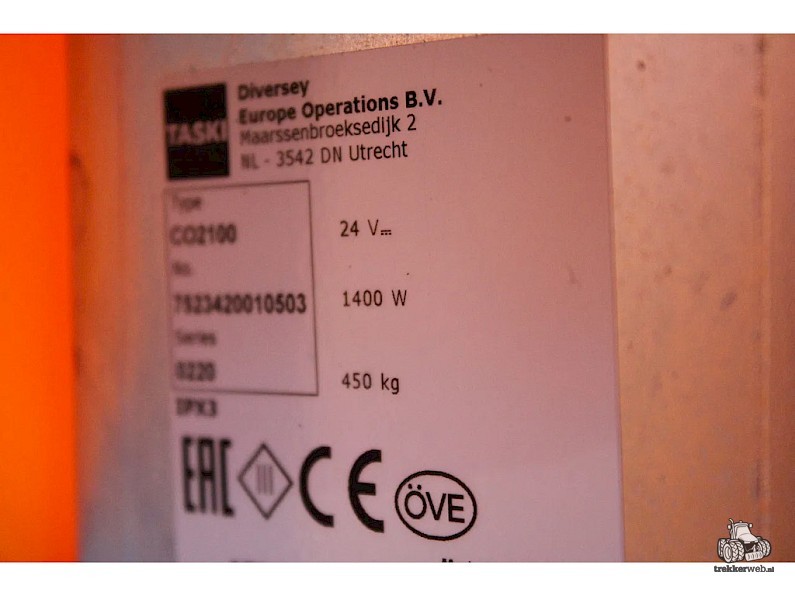 TASKI
Diversey
Europe Operations B.V.
Maarssenbroeksedijk 2
NL - 3542 DN Utrecht
Type
CO2100
24 V
No.
7523420010503
1400 W
Series
0220
450 kg
IPX3
EAC
III
CE
ÖVE
trekkerweb.nl